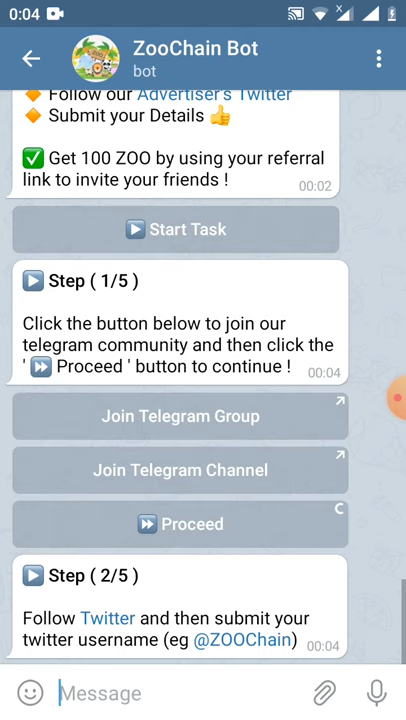 0:04
ZooChain Bot
bot
🔶 Follow our Advertiser's Twitter
🔶 Submit your Details 👍
✅ Get 100 ZOO by using your referral
link to invite your friends !
00:02
▶️ Start Task
▶️ Step ( 1/5 )
Click the button below to join our
telegram community and then click the
' ⏩ Proceed ' button to continue !
00:04
Join Telegram Group
Join Telegram Channel
⏩ Proceed
▶️ Step ( 2/5 )
Follow Twitter and then submit your
twitter username (eg @ZOOChain)
00:04
Message